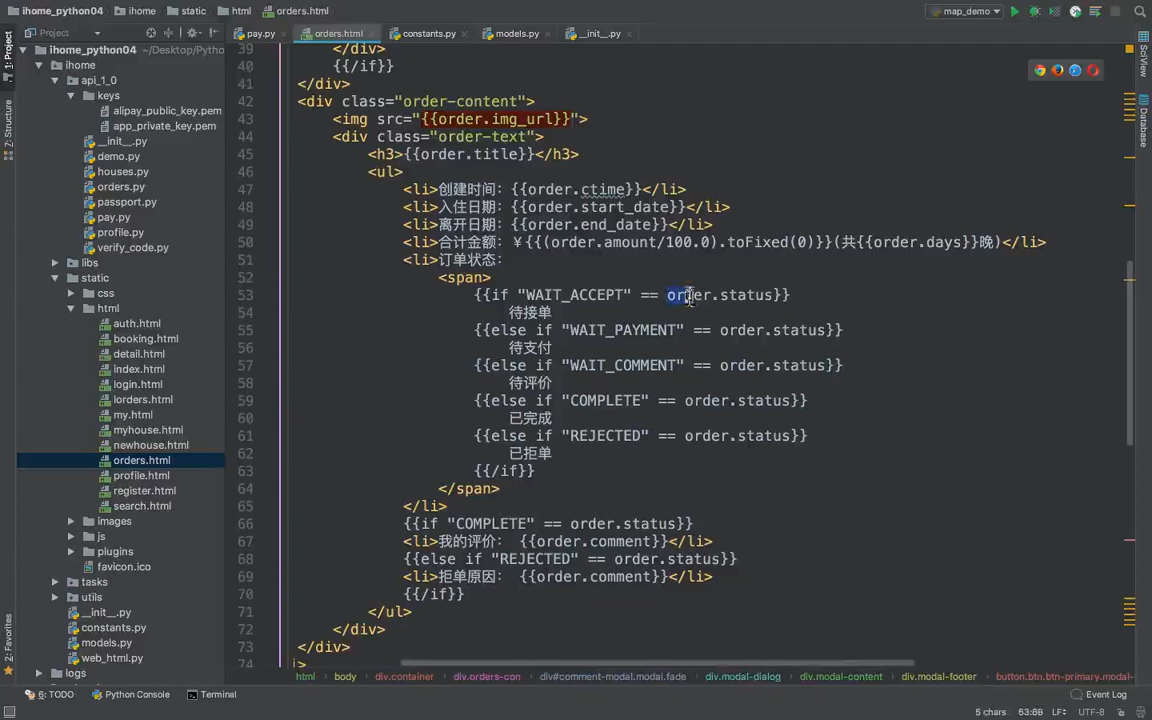 ihome_python04
ihome
static
html
orders.html
map_demo
Project
pay.py
orders.html
constants.py
models.py
__init__.py
ihome_python04 ~/Desktop/Pytho
ihome
api_1_0
keys
alipay_public_key.pem
app_private_key.pem
__init__.py
demo.py
houses.py
orders.py
passport.py
pay.py
profile.py
verify_code.py
libs
static
css
html
auth.html
booking.html
detail.html
index.html
login.html
lorders.html
my.html
myhouse.html
newhouse.html
orders.html
profile.html
register.html
search.html
images
js
plugins
favicon.ico
tasks
utils
__init__.py
constants.py
models.py
web_html.py
logs
1: Project
7: Structure
2: Favorites
39 </div>
40 {{/if}}
41 </div>
42 <div class="order-content">
43 <img src="{{order.img_url}}">
44 <div class="order-text">
45 <h3>{{order.title}}</h3>
46 <ul>
47 <li>创建时间：{{order.ctime}}</li>
48 <li>入住日期：{{order.start_date}}</li>
49 <li>离开日期：{{order.end_date}}</li>
50 <li>合计金额：￥{{(order.amount/100.0).toFixed(0)}}(共{{order.days}}晚)</li>
51 <li>订单状态：
52 <span>
53 {{if "WAIT_ACCEPT" == order.status}}
54 待接单
55 {{else if "WAIT_PAYMENT" == order.status}}
56 待支付
57 {{else if "WAIT_COMMENT" == order.status}}
58 待评价
59 {{else if "COMPLETE" == order.status}}
60 已完成
61 {{else if "REJECTED" == order.status}}
62 已拒单
63 {{/if}}
64 </span>
65 </li>
66 {{if "COMPLETE" == order.status}}
67 <li>我的评价： {{order.comment}}</li>
68 {{else if "REJECTED" == order.status}}
69 <li>拒单原因： {{order.comment}}</li>
70 {{/if}}
71 </ul>
72 </div>
73 </div>
74
SciView
Database
html body div.container div.orders-con div#comment-modal.modal.fade div.modal-dialog div.modal-content div.modal-footer button.btn.btn-primary.modal-
6: TODO
Python Console
Terminal
Event Log
5 chars 53:68 LF÷ UTF-8 ÷